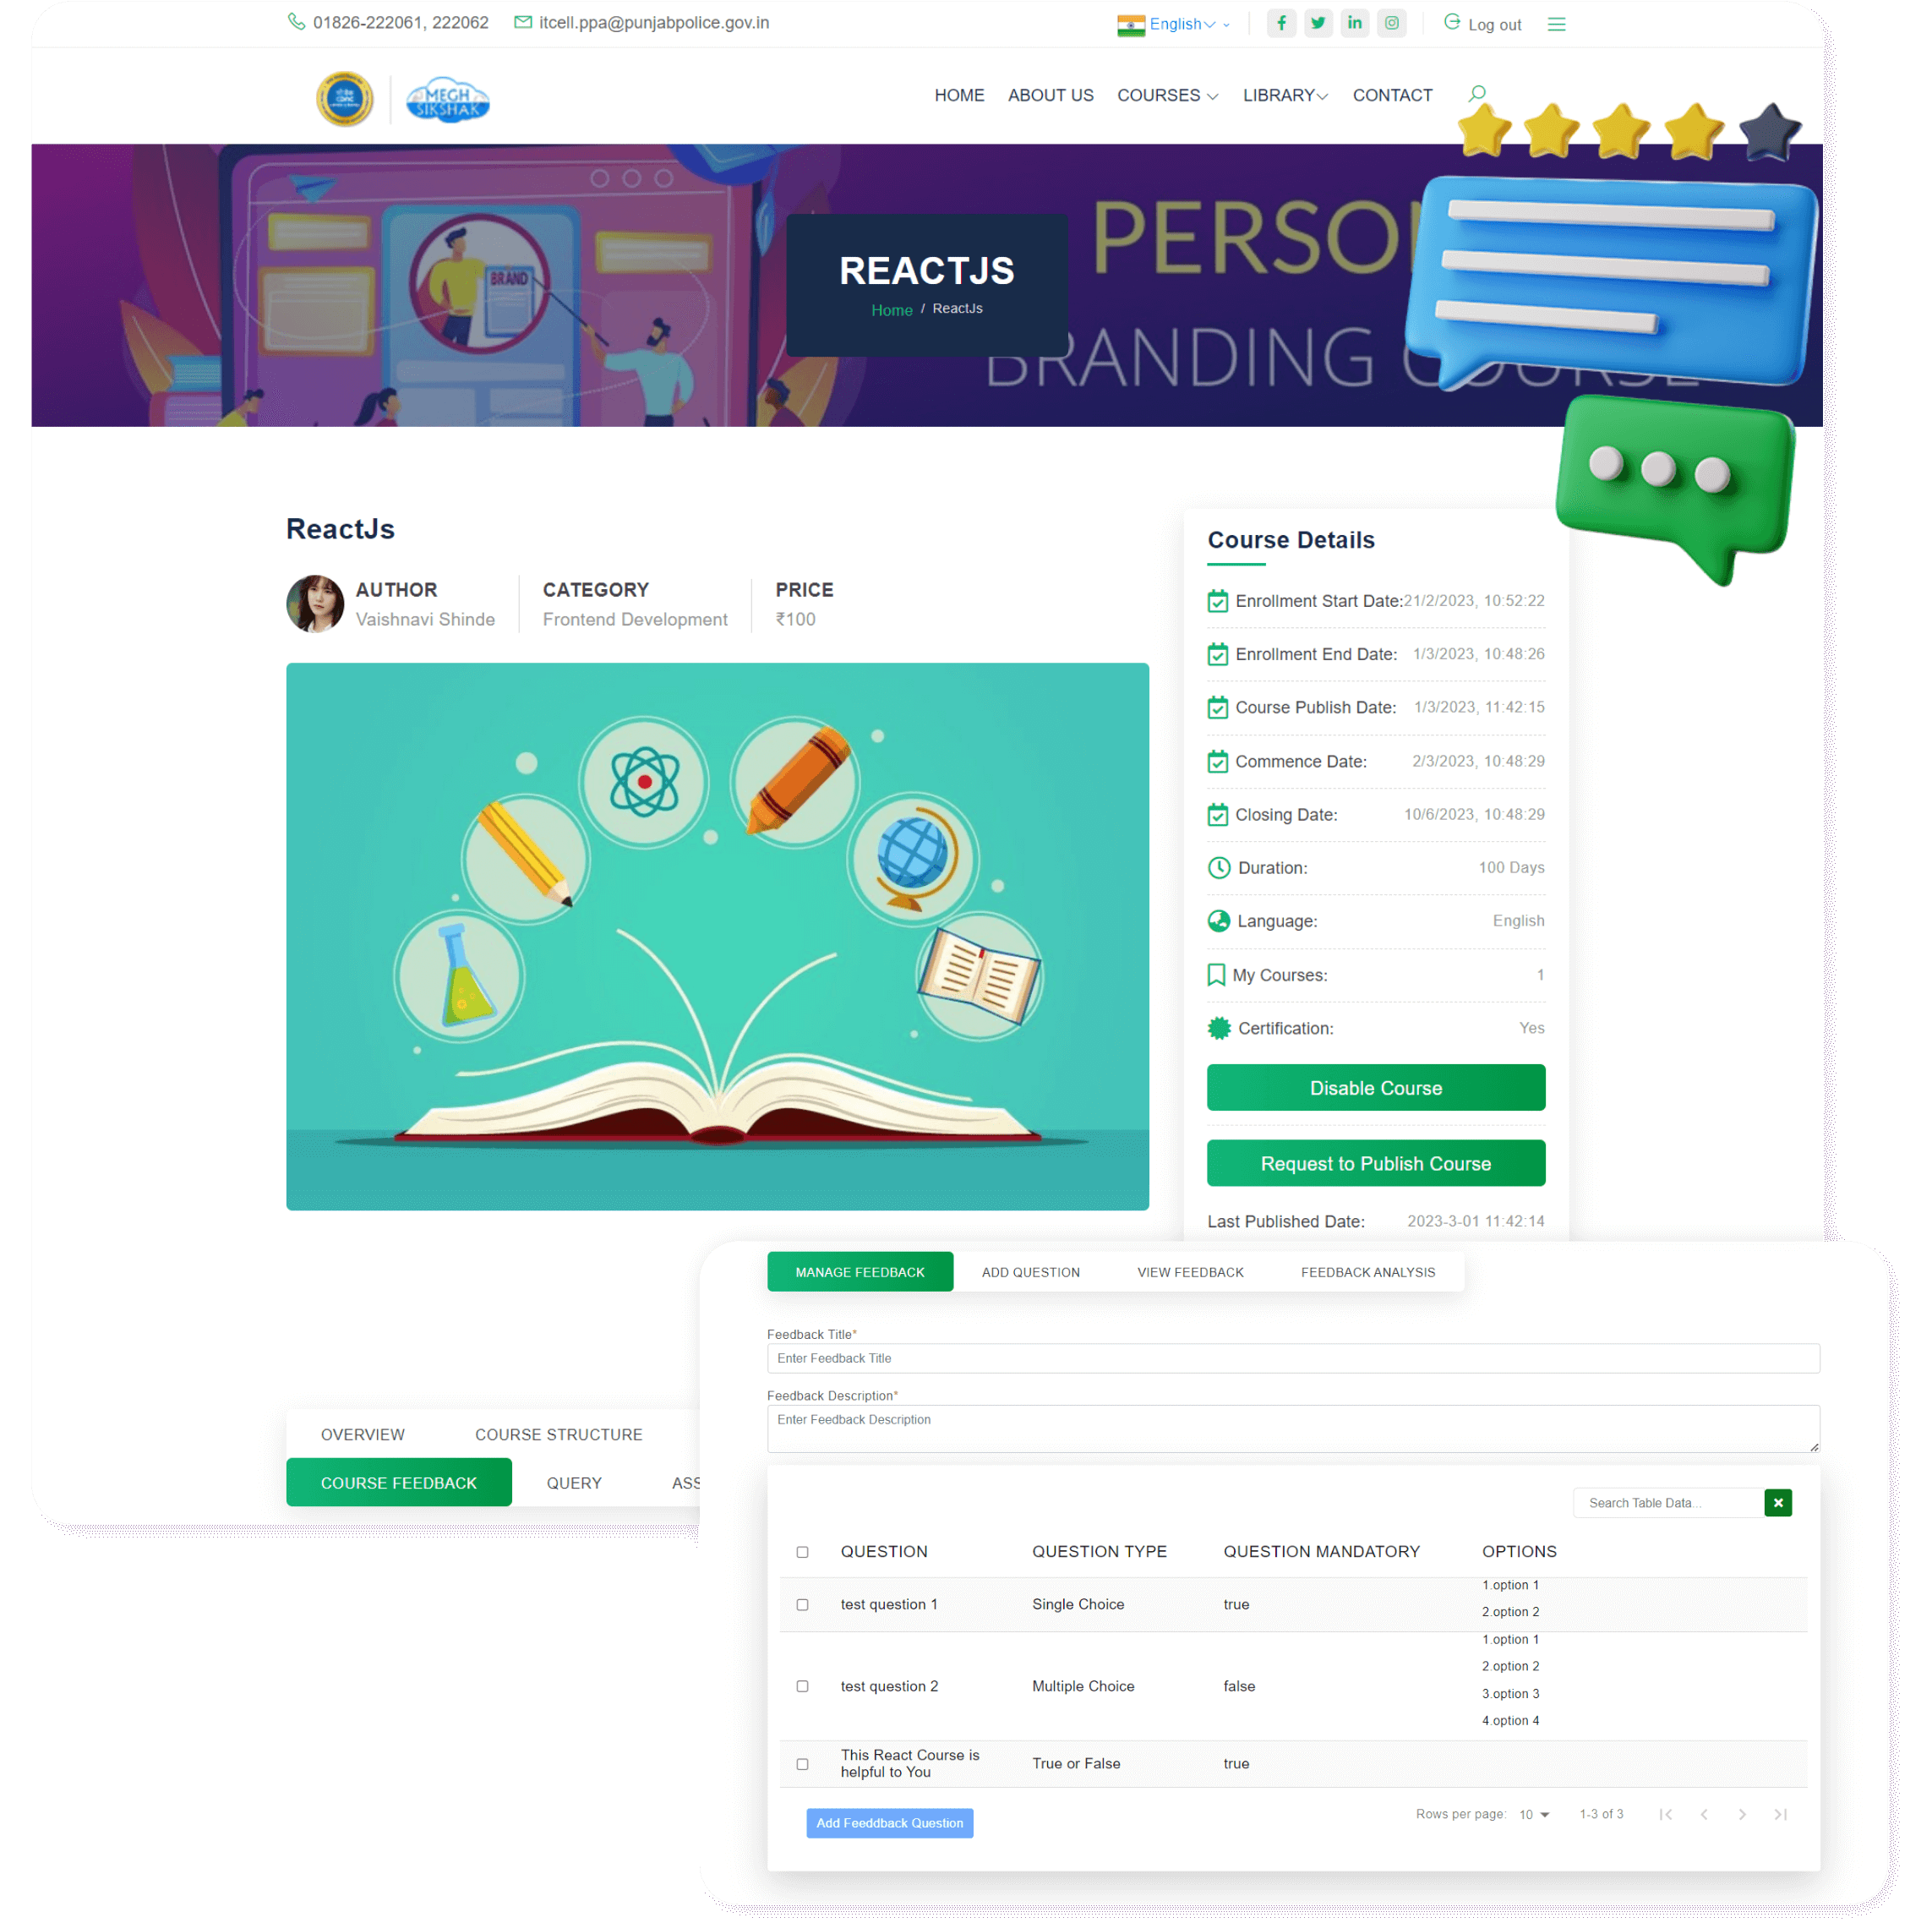 01826-222061, 222062 itcell.ppa@punjabpolice.gov.in English Log out
MEGH
SIKSHAK
HOME ABOUT US COURSES LIBRARY CONTACT
BRAND
PERSO
BRANDING COURSE
REACTJS
Home / ReactJs
ReactJs
AUTHOR CATEGORY PRICE
Vaishnavi Shinde Frontend Development ₹100
Course Details
Enrollment Start Date: 21/2/2023, 10:52:22
Enrollment End Date: 1/3/2023, 10:48:26
Course Publish Date: 1/3/2023, 11:42:15
Commence Date: 2/3/2023, 10:48:29
Closing Date: 10/6/2023, 10:48:29
Duration: 100 Days
Language: English
My Courses: 1
Certification: Yes
Disable Course
Request to Publish Course
Last Published Date: 2023-3-01 11:42:14
OVERVIEW COURSE STRUCTURE
COURSE FEEDBACK QUERY ASS
MANAGE FEEDBACK ADD QUESTION VIEW FEEDBACK FEEDBACK ANALYSIS
Feedback Title*
Enter Feedback Title
Feedback Description*
Enter Feedback Description
Search Table Data...
QUESTION QUESTION TYPE QUESTION MANDATORY OPTIONS
test question 1 Single Choice true
1.option 1
2.option 2
test question 2 Multiple Choice false
1.option 1
2.option 2
3.option 3
4.option 4
This React Course is
helpful to You
True or False true
Add Feeddback Question
Rows per page: 10 1-3 of 3